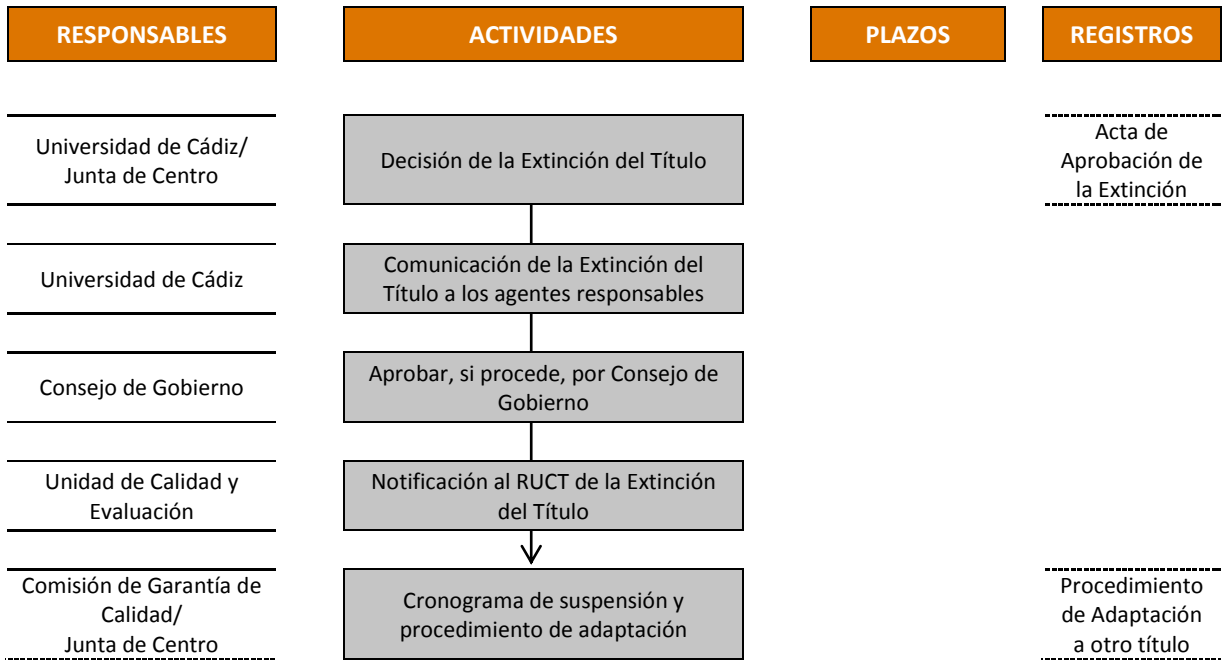 RESPONSABLES
ACTIVIDADES
PLAZOS
REGISTROS
Universidad de Cádiz/
Junta de Centro
Decisión de la Extinción del Título
Acta de
Aprobación de
la Extinción
Universidad de Cádiz
Comunicación de la Extinción del
Título a los agentes responsables
Consejo de Gobierno
Aprobar, si procede, por Consejo de
Gobierno
Unidad de Calidad y
Evaluación
Notificación al RUCT de la Extinción
del Título
Comisión de Garantía de
Calidad/
Junta de Centro
Cronograma de suspensión y
procedimiento de adaptación
Procedimiento
de Adaptación
a otro título